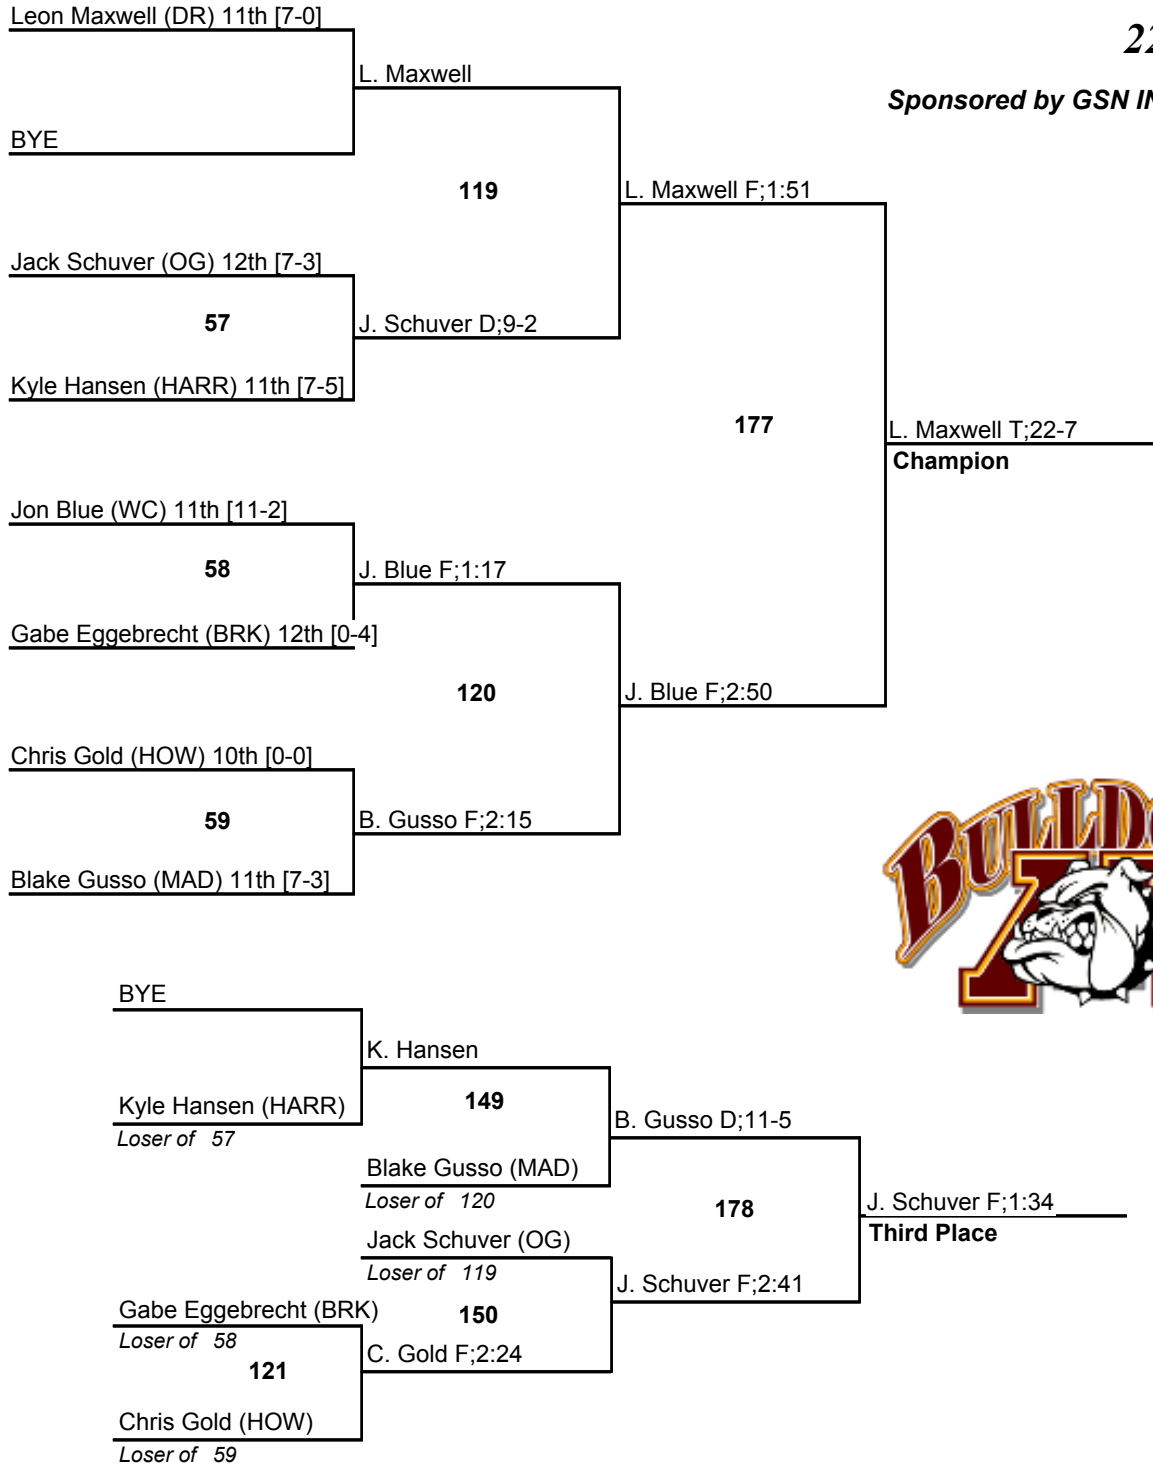 Leon Maxwell (DR) 11th [7-0]
22
L. Maxwell
Sponsored by GSN
BYE
119
L. Maxwell F;1:51
Jack Schuver (OG) 12th [7-3]
57
J. Schuver D;9-2
Kyle Hansen (HARR) 11th [7-5]
177
L. Maxwell T;22-7
Champion
Jon Blue (WC) 11th [11-2]
58
J. Blue F;1:17
Gabe Eggebrecht (BRK) 12th [0-4]
120
J. Blue F;2:50
Chris Gold (HOW) 10th [0-0]
59
B. Gusso F;2:15
Blake Gusso (MAD) 11th [7-3]
BYE
K. Hansen
149
Kyle Hansen (HARR)
Loser of 57
B. Gusso D;11-5
Blake Gusso (MAD)
Loser of 120
178
J. Schuver F;1:34
Third Place
Jack Schuver (OG)
Loser of 119
J. Schuver F;2:41
Gabe Eggebrecht (BRK)
150
Loser of 58
C. Gold F;2:24
121
Chris Gold (HOW)
Loser of 59